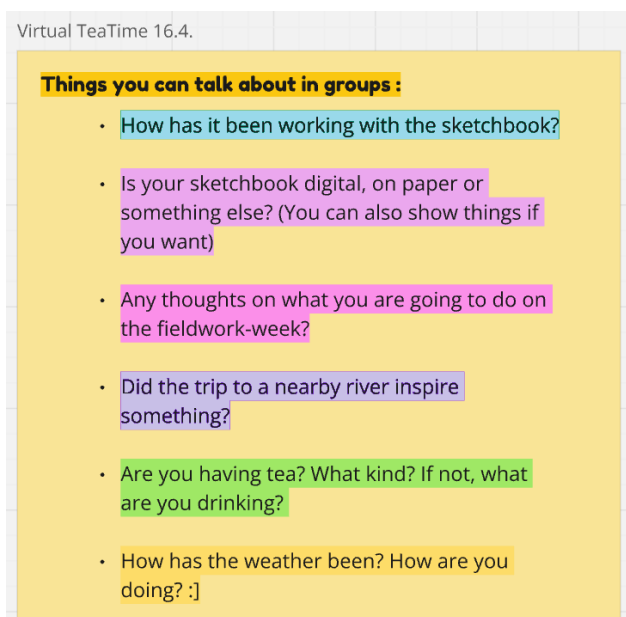 Virtual TeaTime 16.4.
Things you can talk about in groups :
• How has it been working with the sketchbook?
• Is your sketchbook digital, on paper or
something else? (You can also show things if
you want)
• Any thoughts on what you are going to do on
the fieldwork-week?
• Did the trip to a nearby river inspire
something?
• Are you having tea? What kind? If not, what
are you drinking?
• How has the weather been? How are you
doing? :]